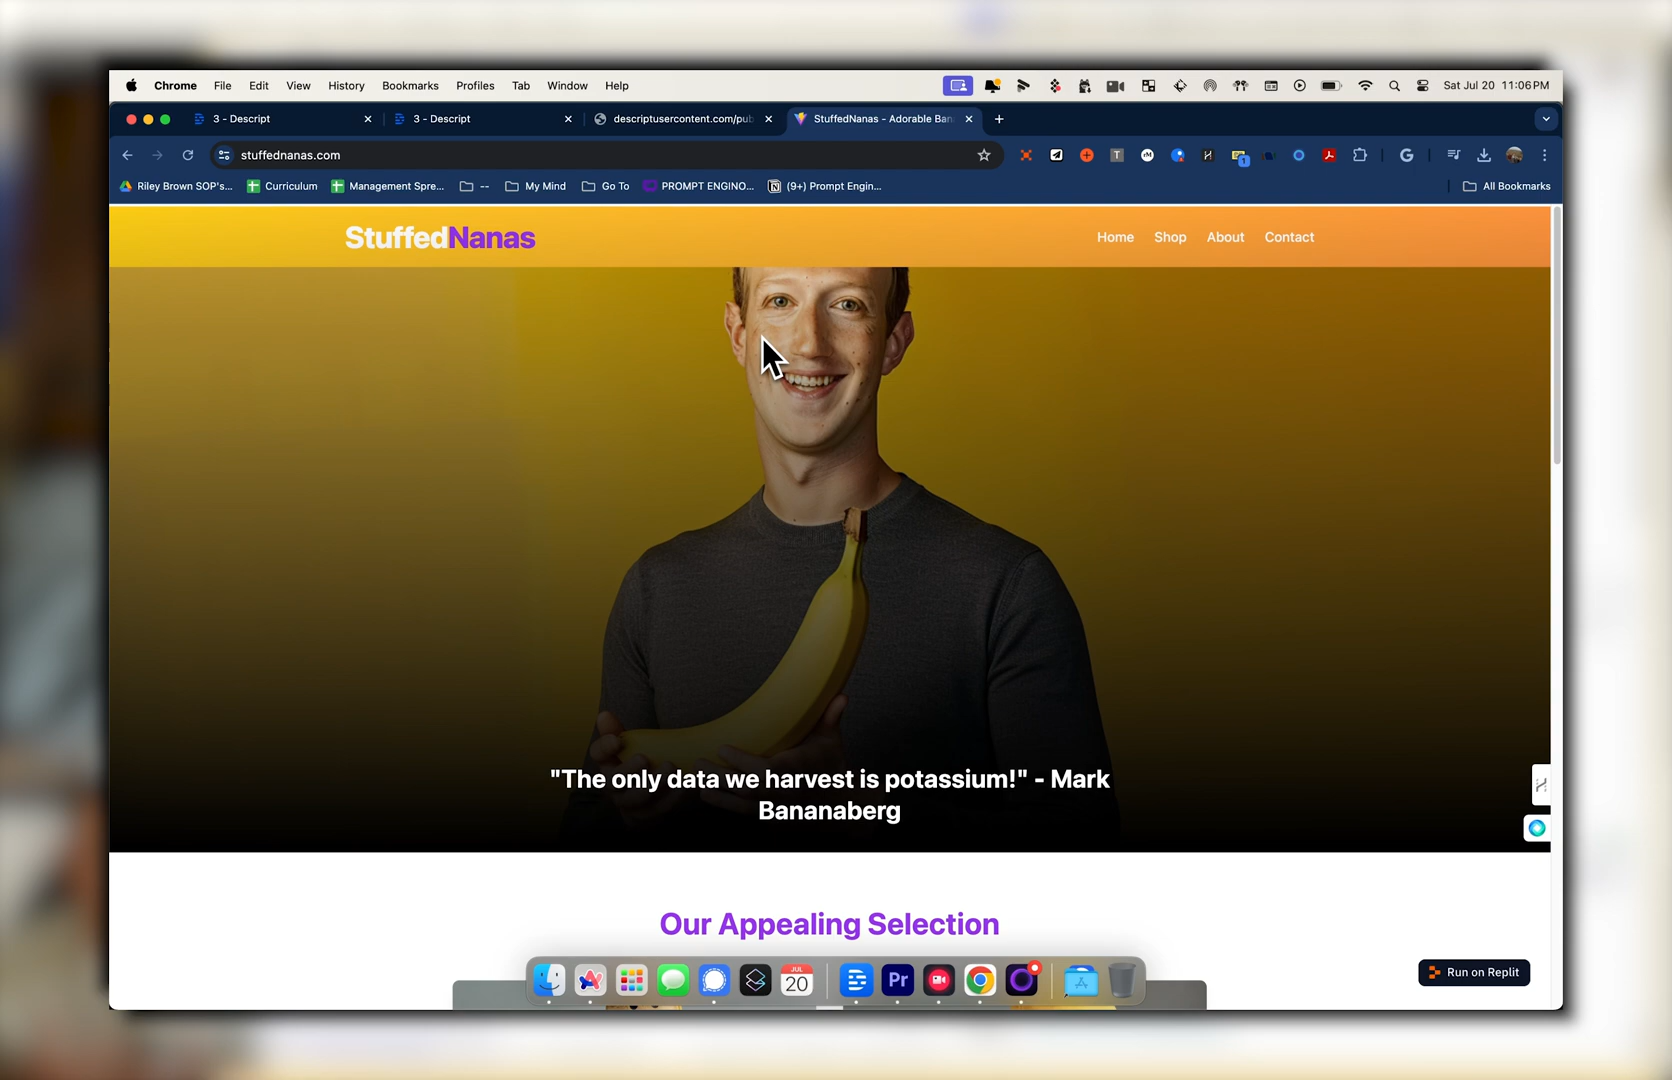 Chrome File Edit View History Bookmarks Profiles Tab Window Help Sat Jul 20 11:06 PM
3 - Descript 3 - Descript descriptusercontent.com/pub StuffedNanas - Adorable Ban
stuffednanas.com
Riley Brown SOP's... Curriculum Management Spre... -- My Mind Go To PROMPT ENGINO... (9+) Prompt Engin... All Bookmarks
StuffedNanas Home Shop About Contact
"The only data we harvest is potassium!" - Mark
Bananaberg
Our Appealing Selection
Run on Replit
JUL
20
Pr